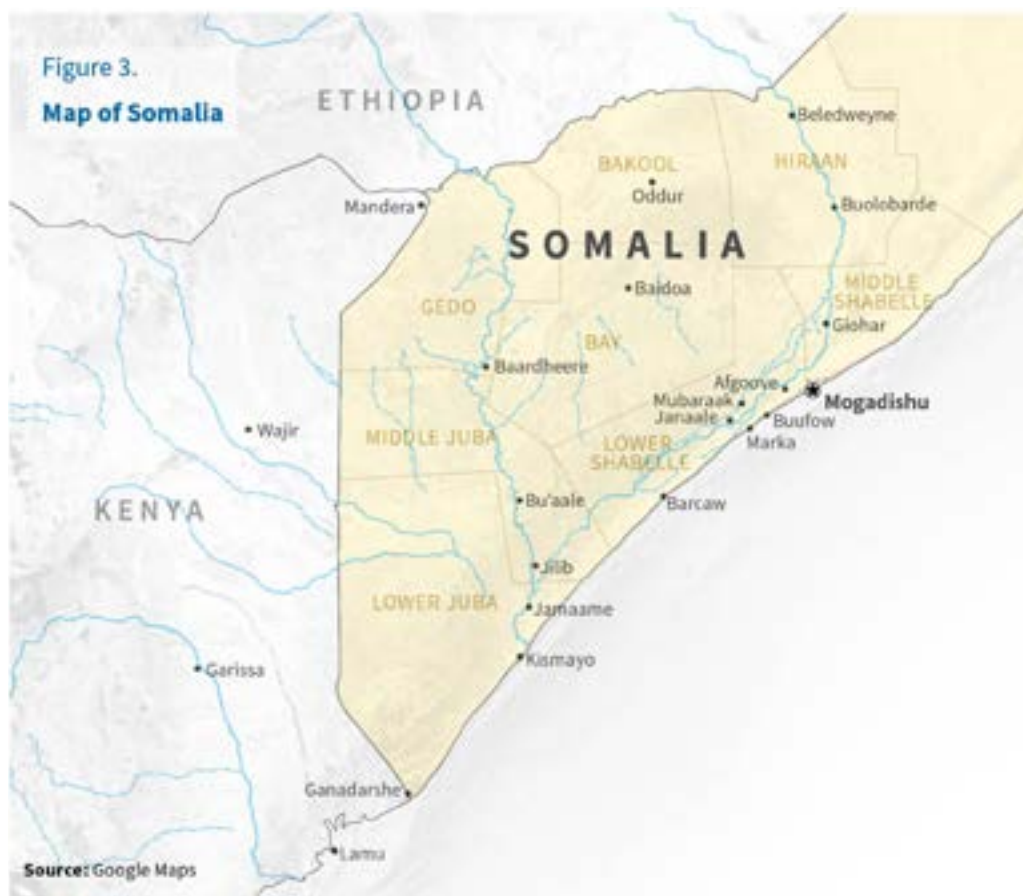 Figure 3.
Map of Somalia
ETHIOPIA
Beledweyne
BAKOOL
HIRAAN
Oddur
Mandera
Buolobarde
SOMALIA
Baidoa
MIDDLE
SHABELLE
GEDO
Giohar
BAY
Baardheere
Afgoove
Mubaraak
Mogadishu
Janaale
Buufow
Wajir
MIDDLE JUBA
LOWER
SHABELLE
Marka
Bu'aale
Barcaw
KENYA
Jilib
LOWER JUBA
Jamaame
Kismayo
Garissa
Ganadarshe
Lamu
Source: Google Maps